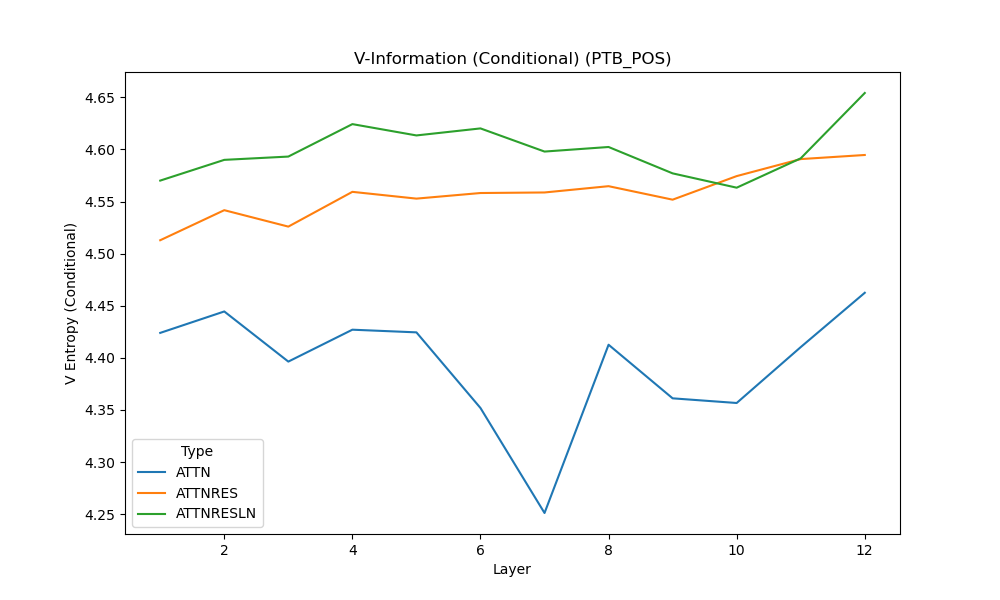 V-Information (Conditional) (PTB_POS)
V Entropy (Conditional)
4.65
4.60
4.55
4.50
4.45
4.40
4.35
4.30
4.25
Type
ATTN
ATTNRES
ATTNRESLN
2 4 6 8 10 12
Layer